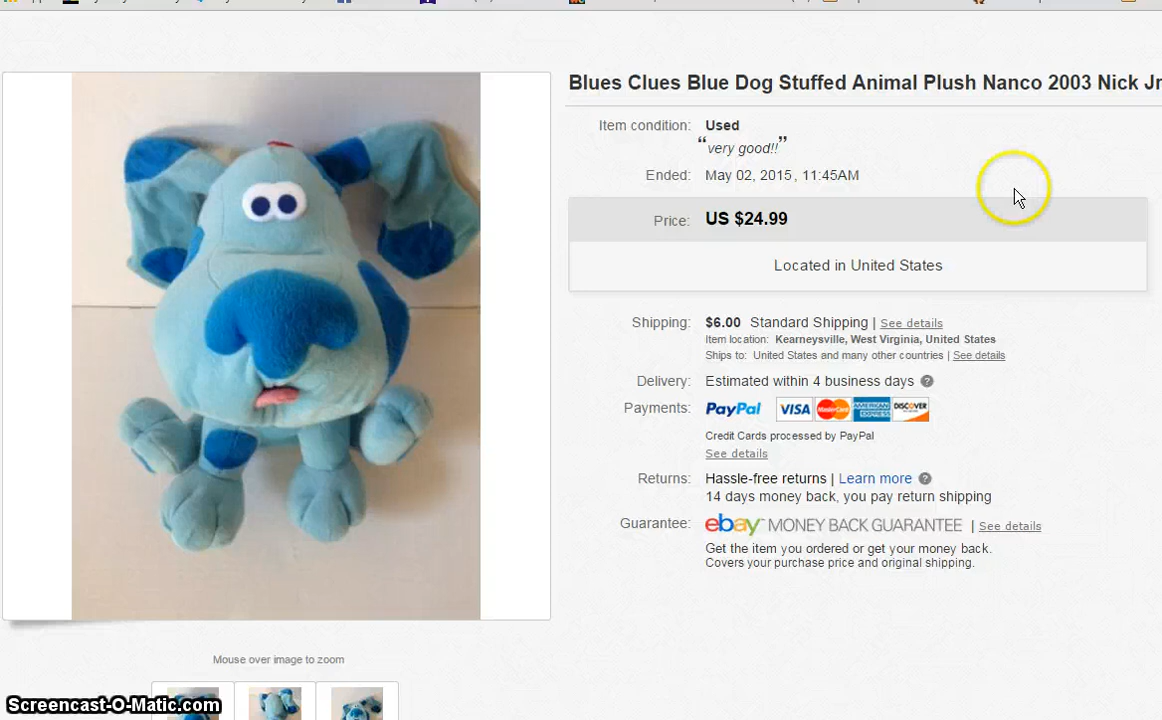 Blues Clues Blue Dog Stuffed Animal Plush Nanco 2003 Nick Jr
Item condition: Used
“very good!!”
Ended: May 02, 2015 , 11:45AM
Price: US $24.99
Located in United States
Shipping: $6.00 Standard Shipping | See details
Item location: Kearneysville, West Virginia, United States
Ships to: United States and many other countries | See details
Delivery: Estimated within 4 business days ?
Payments: PayPal VISA MasterCard AMERICAN EXPRESS DISCOVER
Credit Cards processed by PayPal
See details
Returns: Hassle-free returns | Learn more ?
14 days money back, you pay return shipping
Guarantee: ebay MONEY BACK GUARANTEE | See details
Get the item you ordered or get your money back.
Covers your purchase price and original shipping.
Mouse over image to zoom
Screencast-O-Matic.com